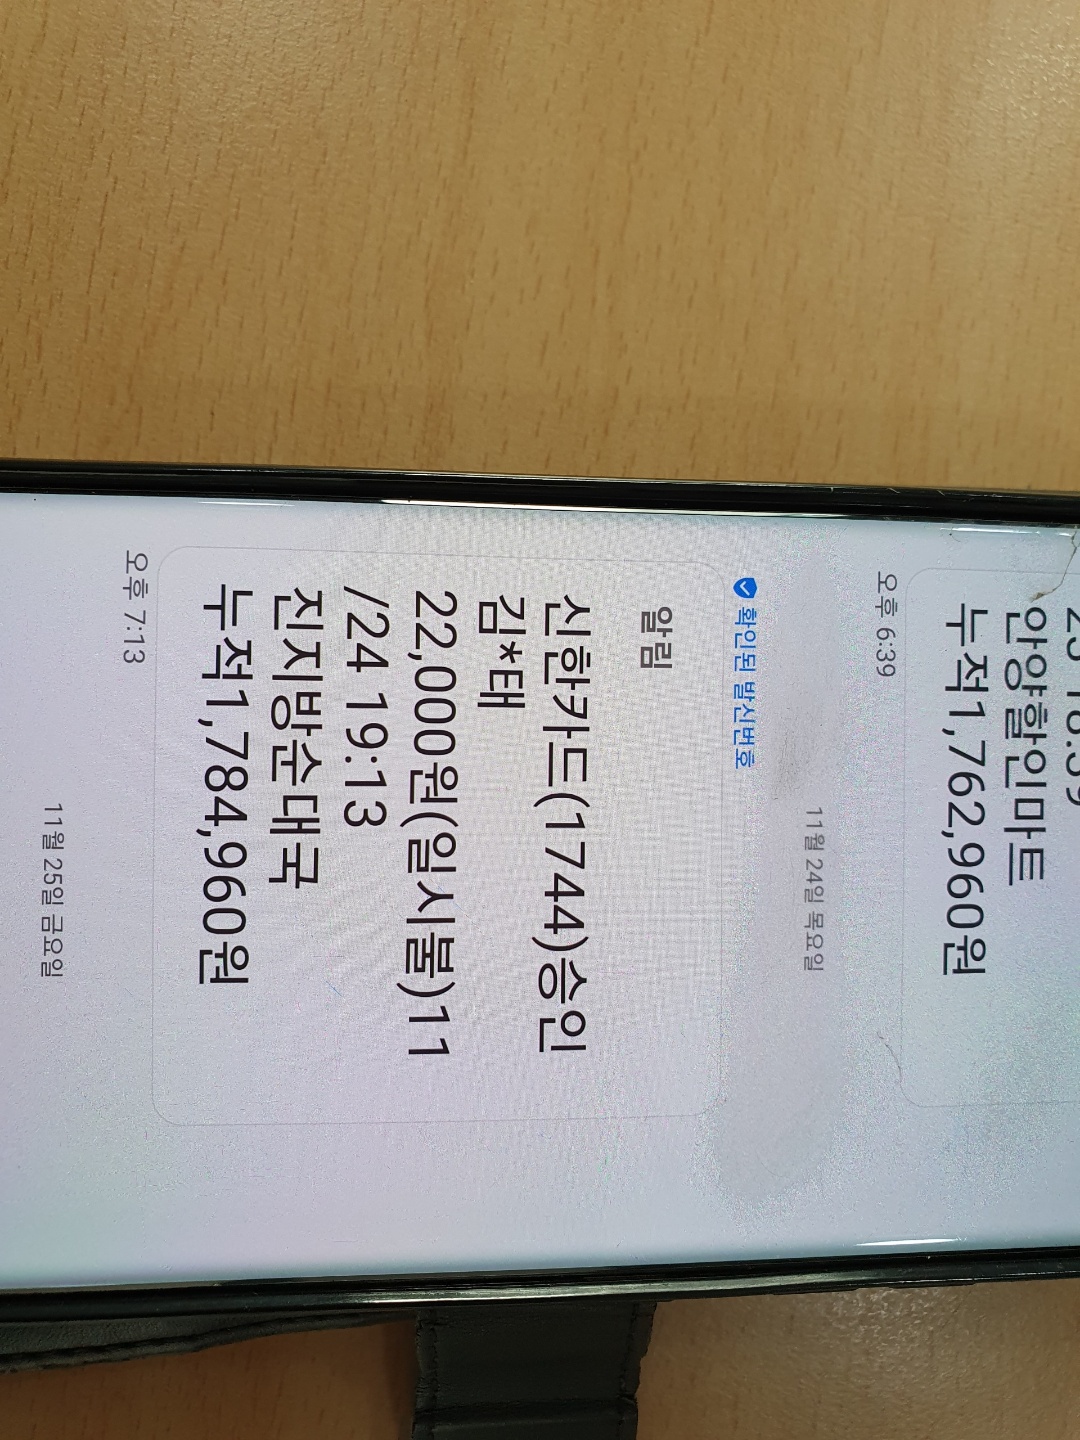 안양할인마트
누적1,762,960원
오후 6:39
11월 24일 목요일
확인된 발신번호
알림
신한카드(1744)승인
김*태
22,000원(일시불)11
/24 19:13
진지방순대국
누적1,784,960원
오후 7:13
11월 25일 금요일